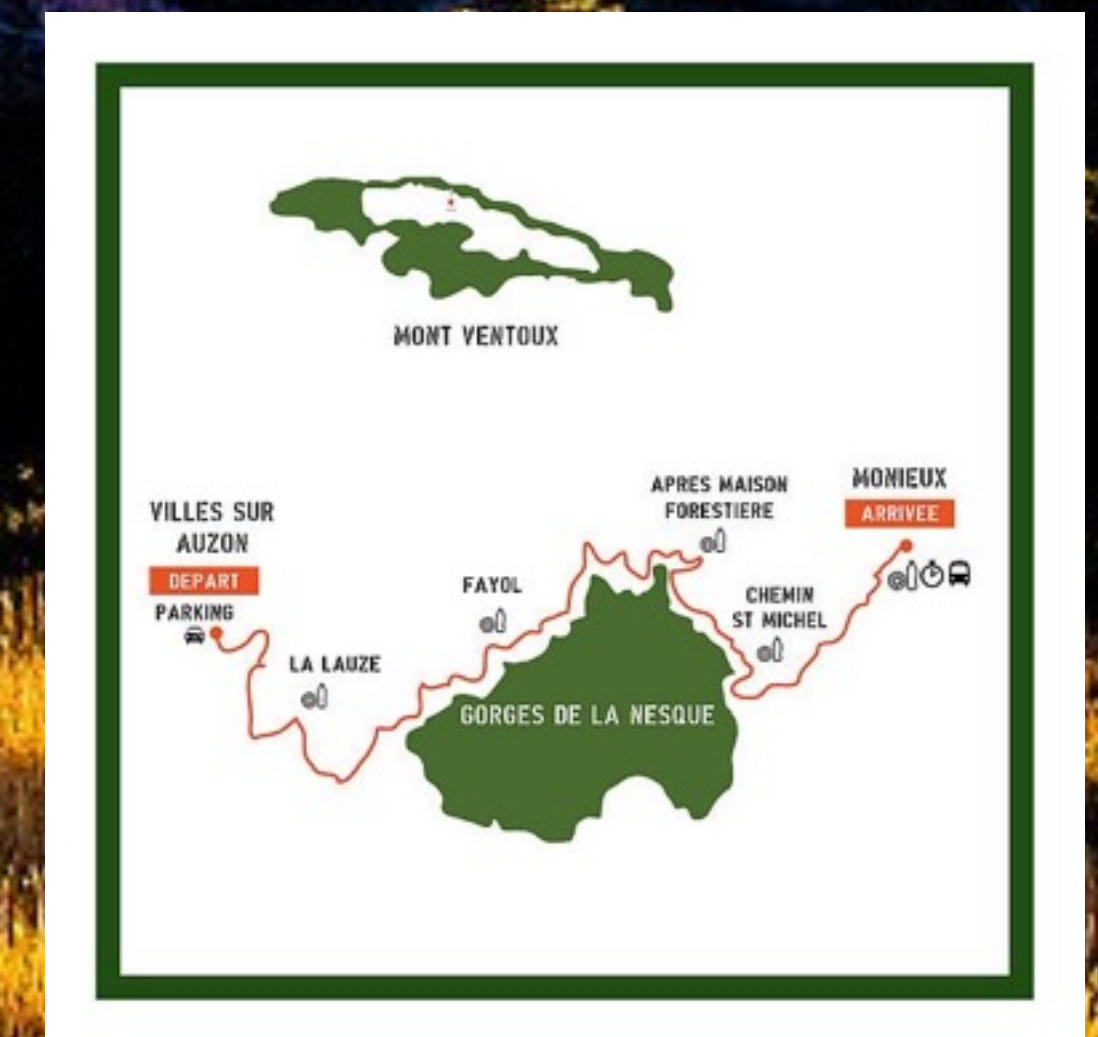 MONT VENTOUX
VILLES SUR
AUZON
DEPART
PARKING
LA LAUZE
FAYOL
GORGES DE LA NESQUE
APRES MAISON
FORESTIERE
CHEMIN
ST MICHEL
MONIEUX
ARRIVEE